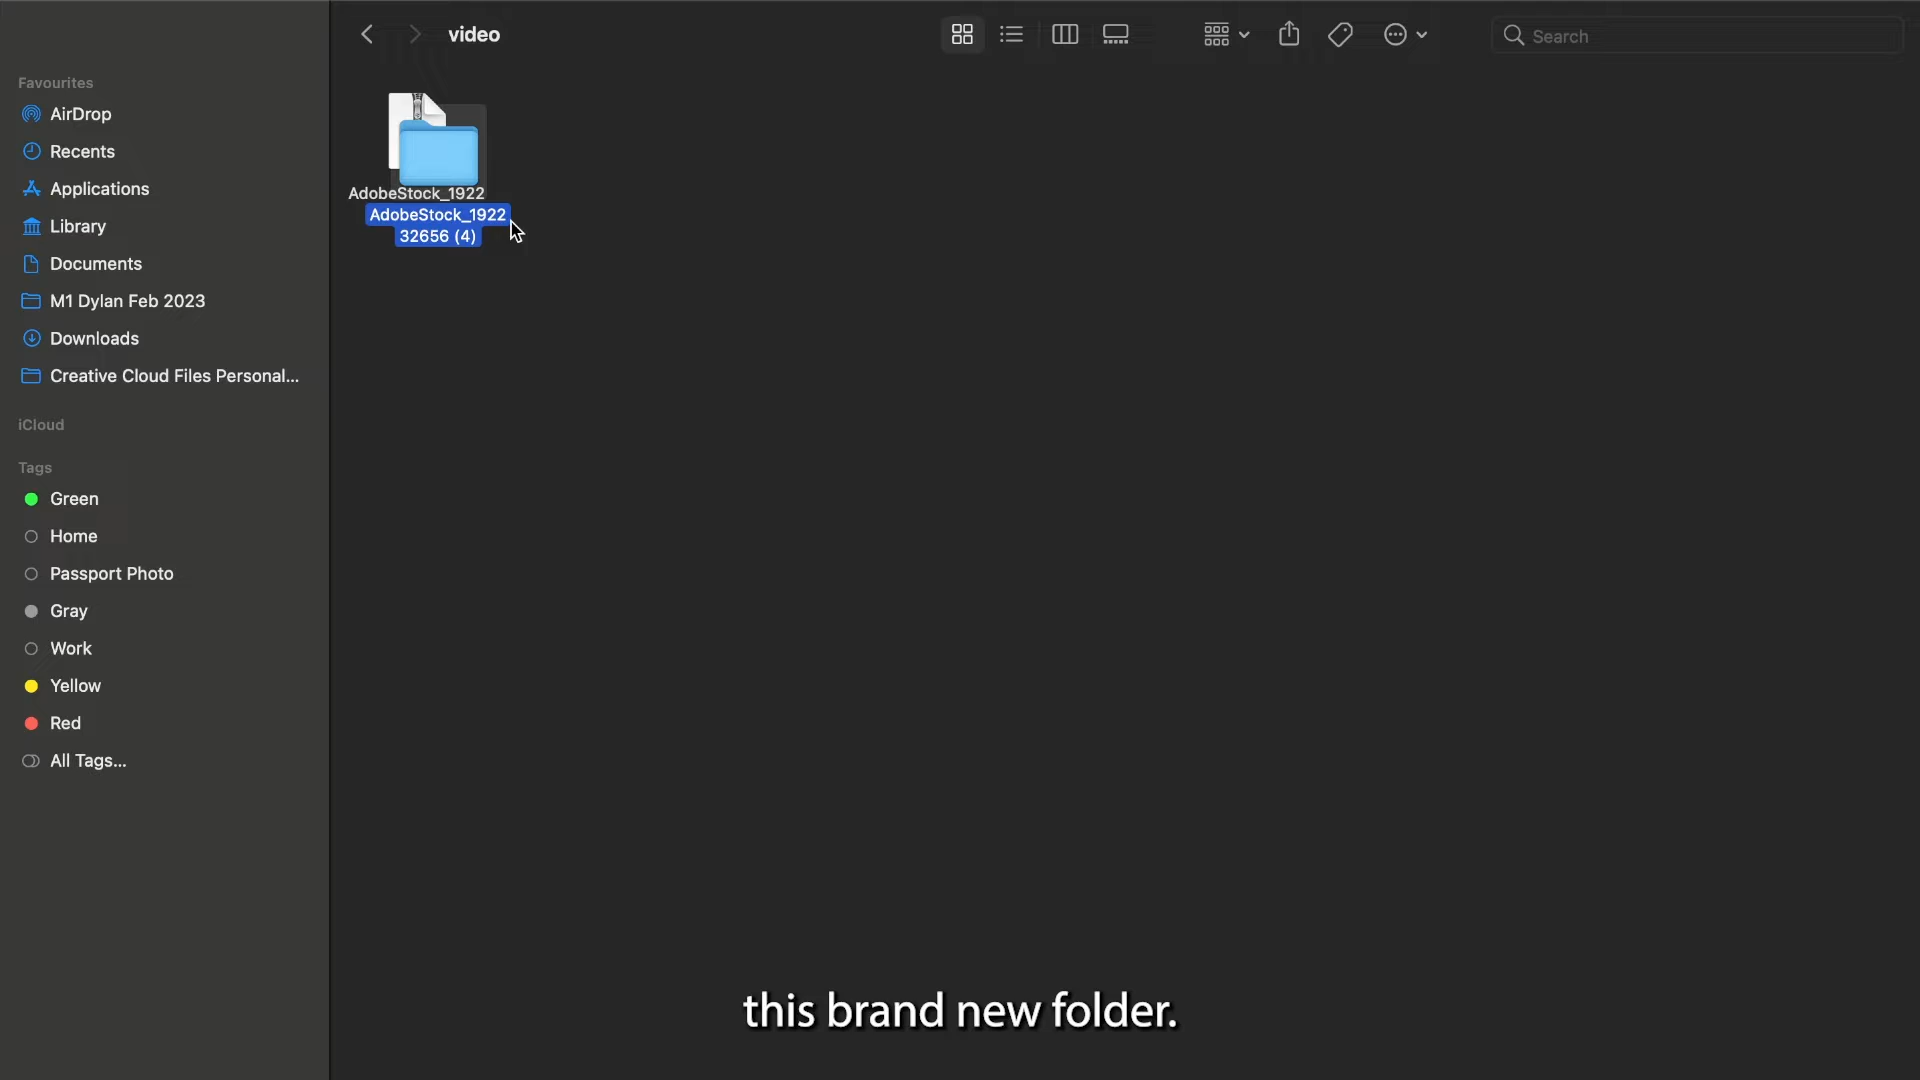 video
Search
Favourites
AirDrop
Recents
Applications
Library
Documents
M1 Dylan Feb 2023
Downloads
Creative Cloud Files Personal...
iCloud
Tags
Green
Home
Passport Photo
Gray
Work
Yellow
Red
All Tags...
AdobeStock_1922
AdobeStock_1922
32656 (4)
this brand new folder.